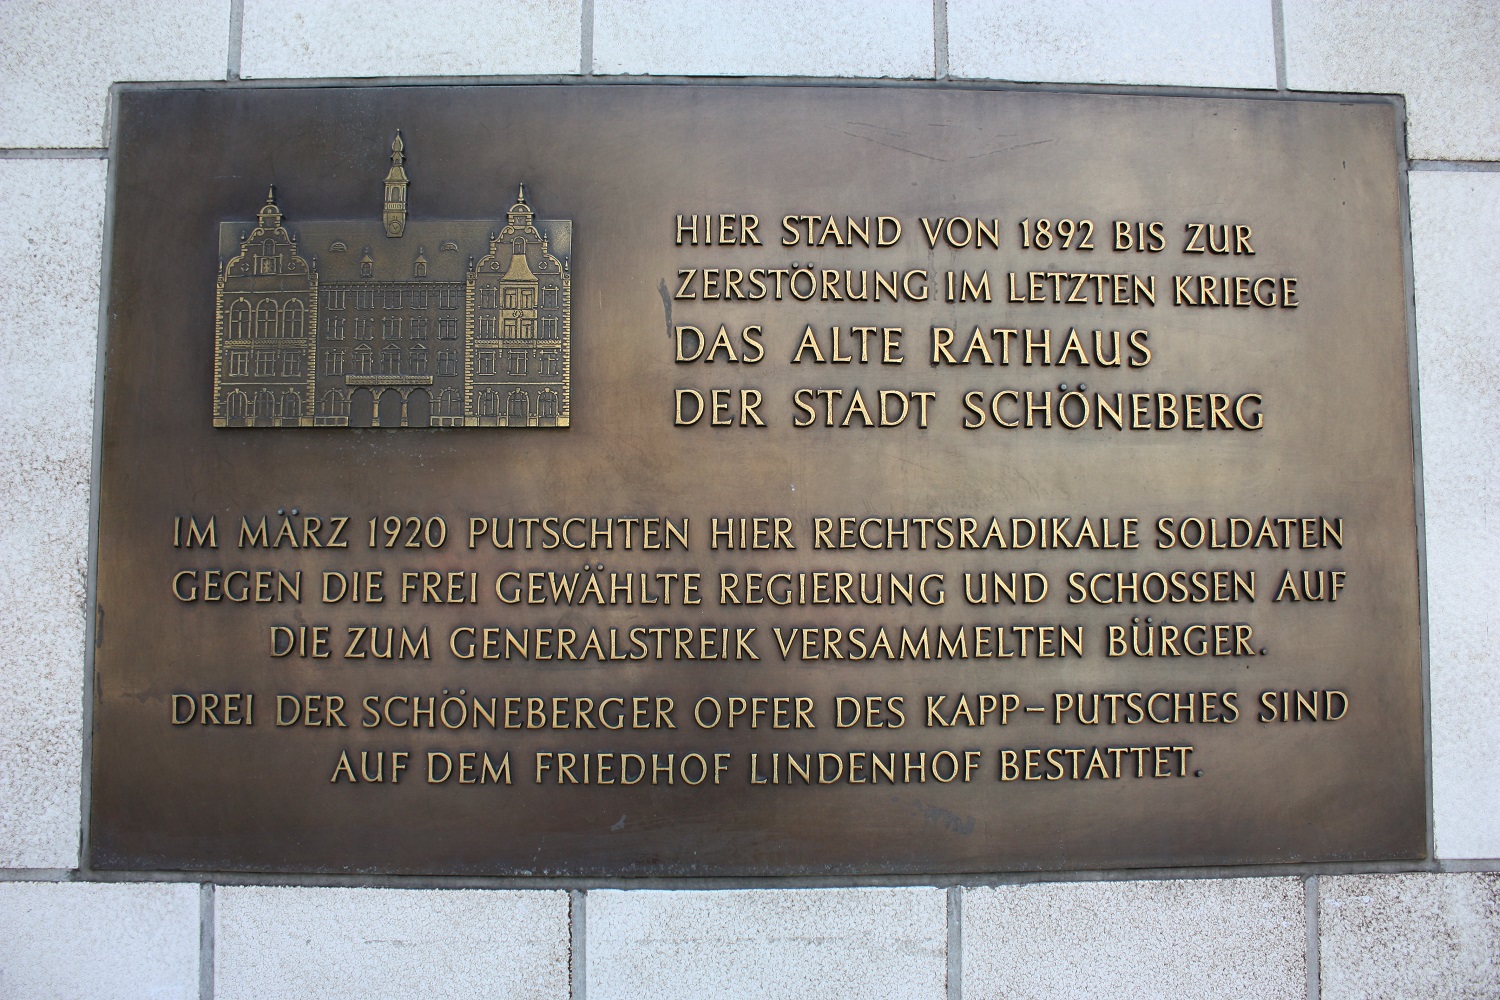 HIER STAND VON 1892 BIS ZUR
ZERSTÖRUNG IM LETZTEN KRIEGE
DAS ALTE RATHAUS
DER STADT SCHÖNEBERG
IM MÄRZ 1920 PUTSCHTEN HIER RECHTSRADIKALE SOLDATEN
GEGEN DIE FREI GEWÄHLTE REGIERUNG UND SCHOSSEN AUF
DIE ZUM GENERALSTREIK VERSAMMELTEN BÜRGER.
DREI DER SCHÖNEBERGER OPFER DES KAPP-PUTSCHES SIND
AUF DEM FRIEDHOF LINDENHOF BESTATTET.